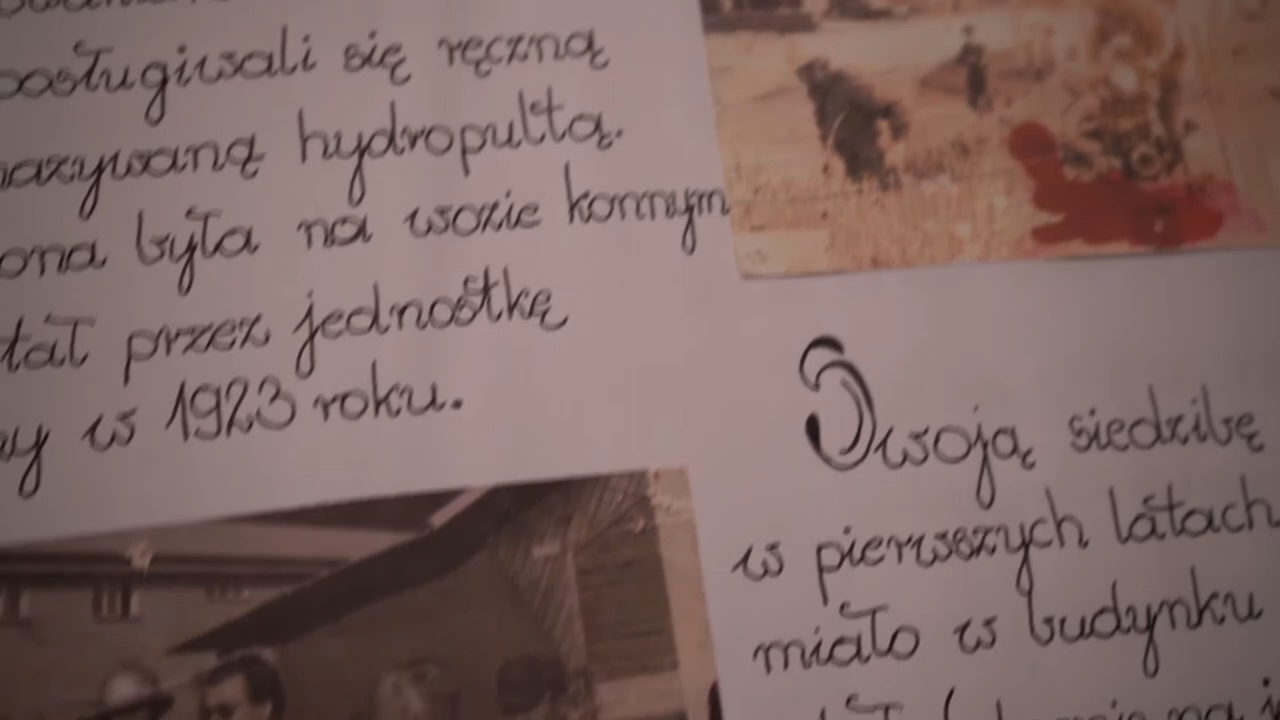 posługiwali się ręczną
nazywaną hydropultą.
była na wozie konnym
przez jednostkę
w 1923 roku.
Swoją siedzibę
w pierwszych latach
miało w budynku